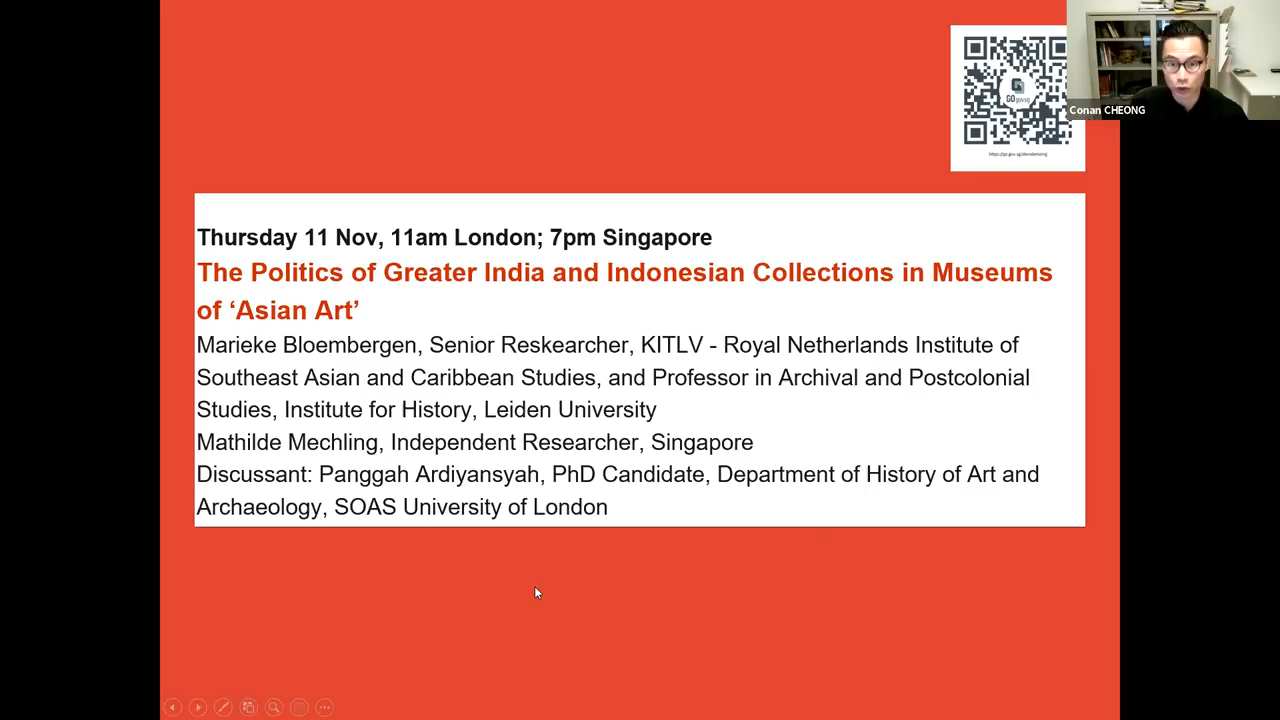 GOgovsg
Conan CHEONG
Thursday 11 Nov, 11am London; 7pm Singapore
The Politics of Greater India and Indonesian Collections in Museums
of ‘Asian Art’
Marieke Bloembergen, Senior Reskearcher, KITLV - Royal Netherlands Institute of
Southeast Asian and Caribbean Studies, and Professor in Archival and Postcolonial
Studies, Institute for History, Leiden University
Mathilde Mechling, Independent Researcher, Singapore
Discussant: Panggah Ardiyansyah, PhD Candidate, Department of History of Art and
Archaeology, SOAS University of London